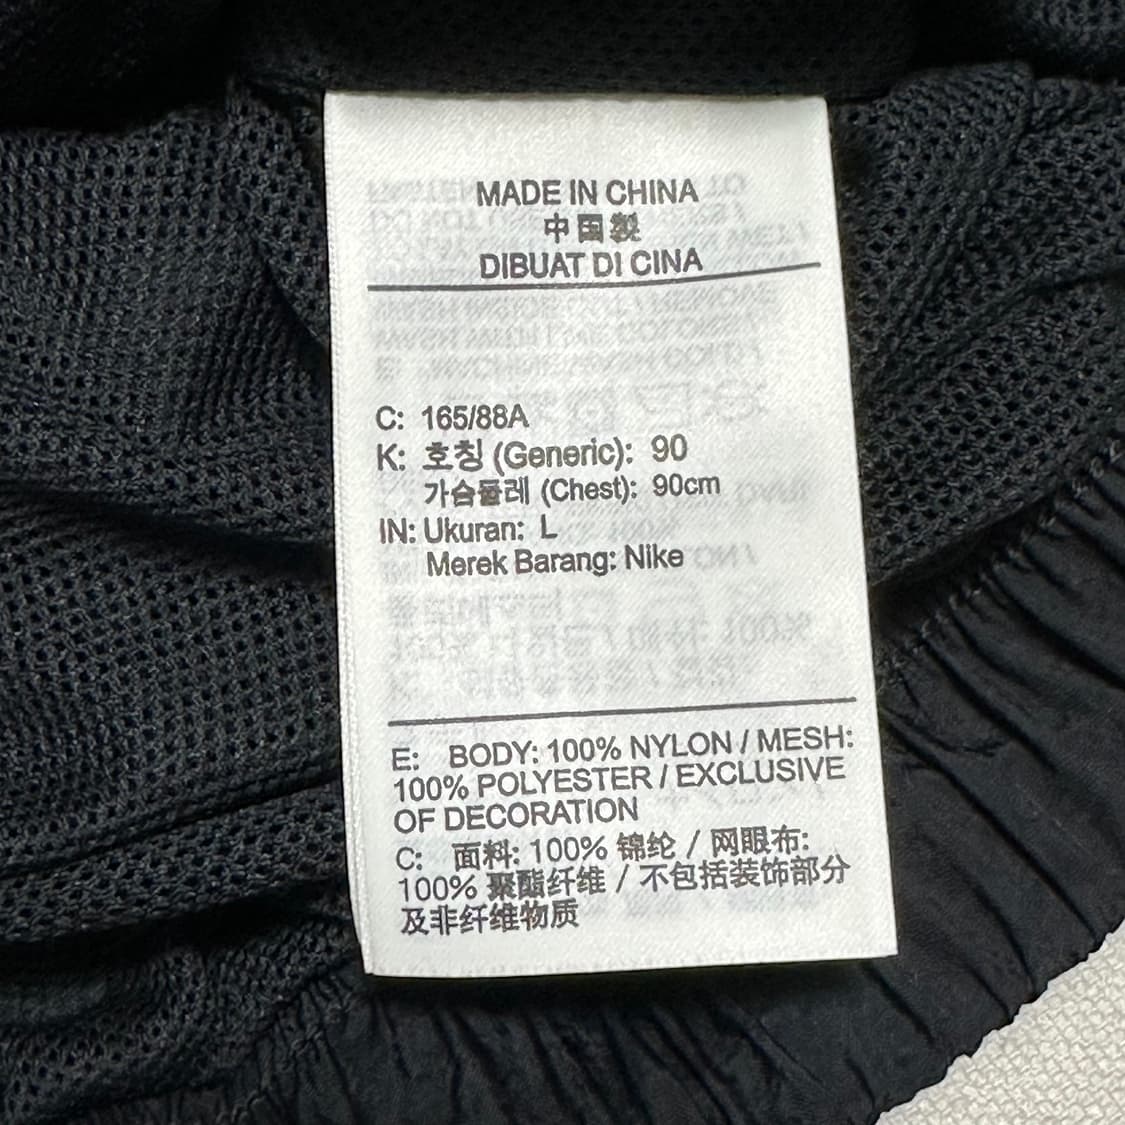 MADE IN CHINA
中国製
DIBUAT DI CINA
C: 165/88A
K: 호칭 (Generic): 90
가슴둘레 (Chest): 90cm
IN: Ukuran: L
Merek Barang: Nike
E: BODY: 100% NYLON / MESH:
100% POLYESTER / EXCLUSIVE
OF DECORATION
C: 面料: 100% 锦纶 / 网眼布:
100% 聚酯纤维 / 不包括装饰部分
及非纤维物质